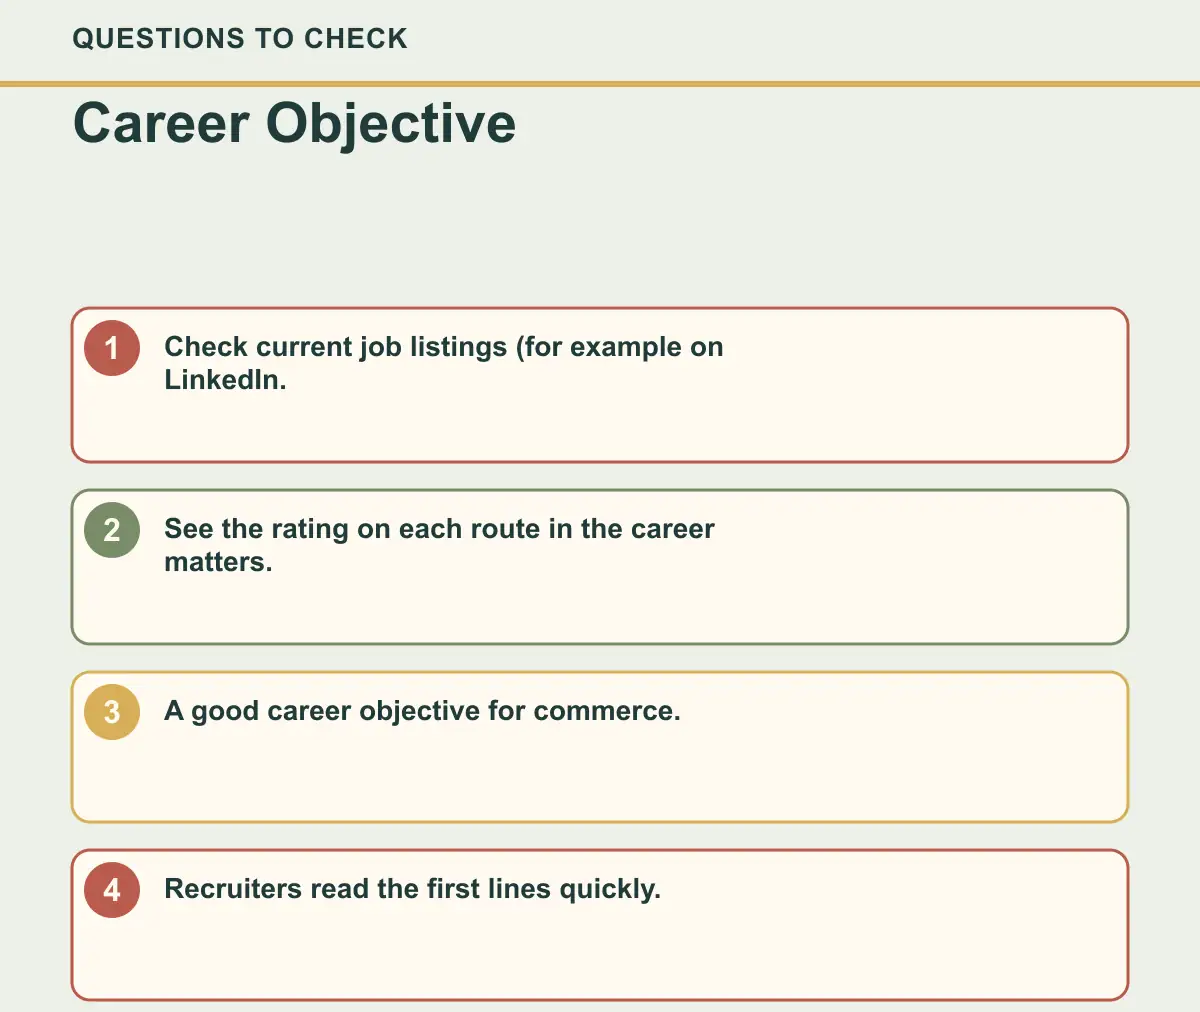 QUESTIONS TO CHECK
Career Objective
1
Check current job listings (for example on
LinkedIn.
2
See the rating on each route in the career
matters.
3
A good career objective for commerce.
4
Recruiters read the first lines quickly.